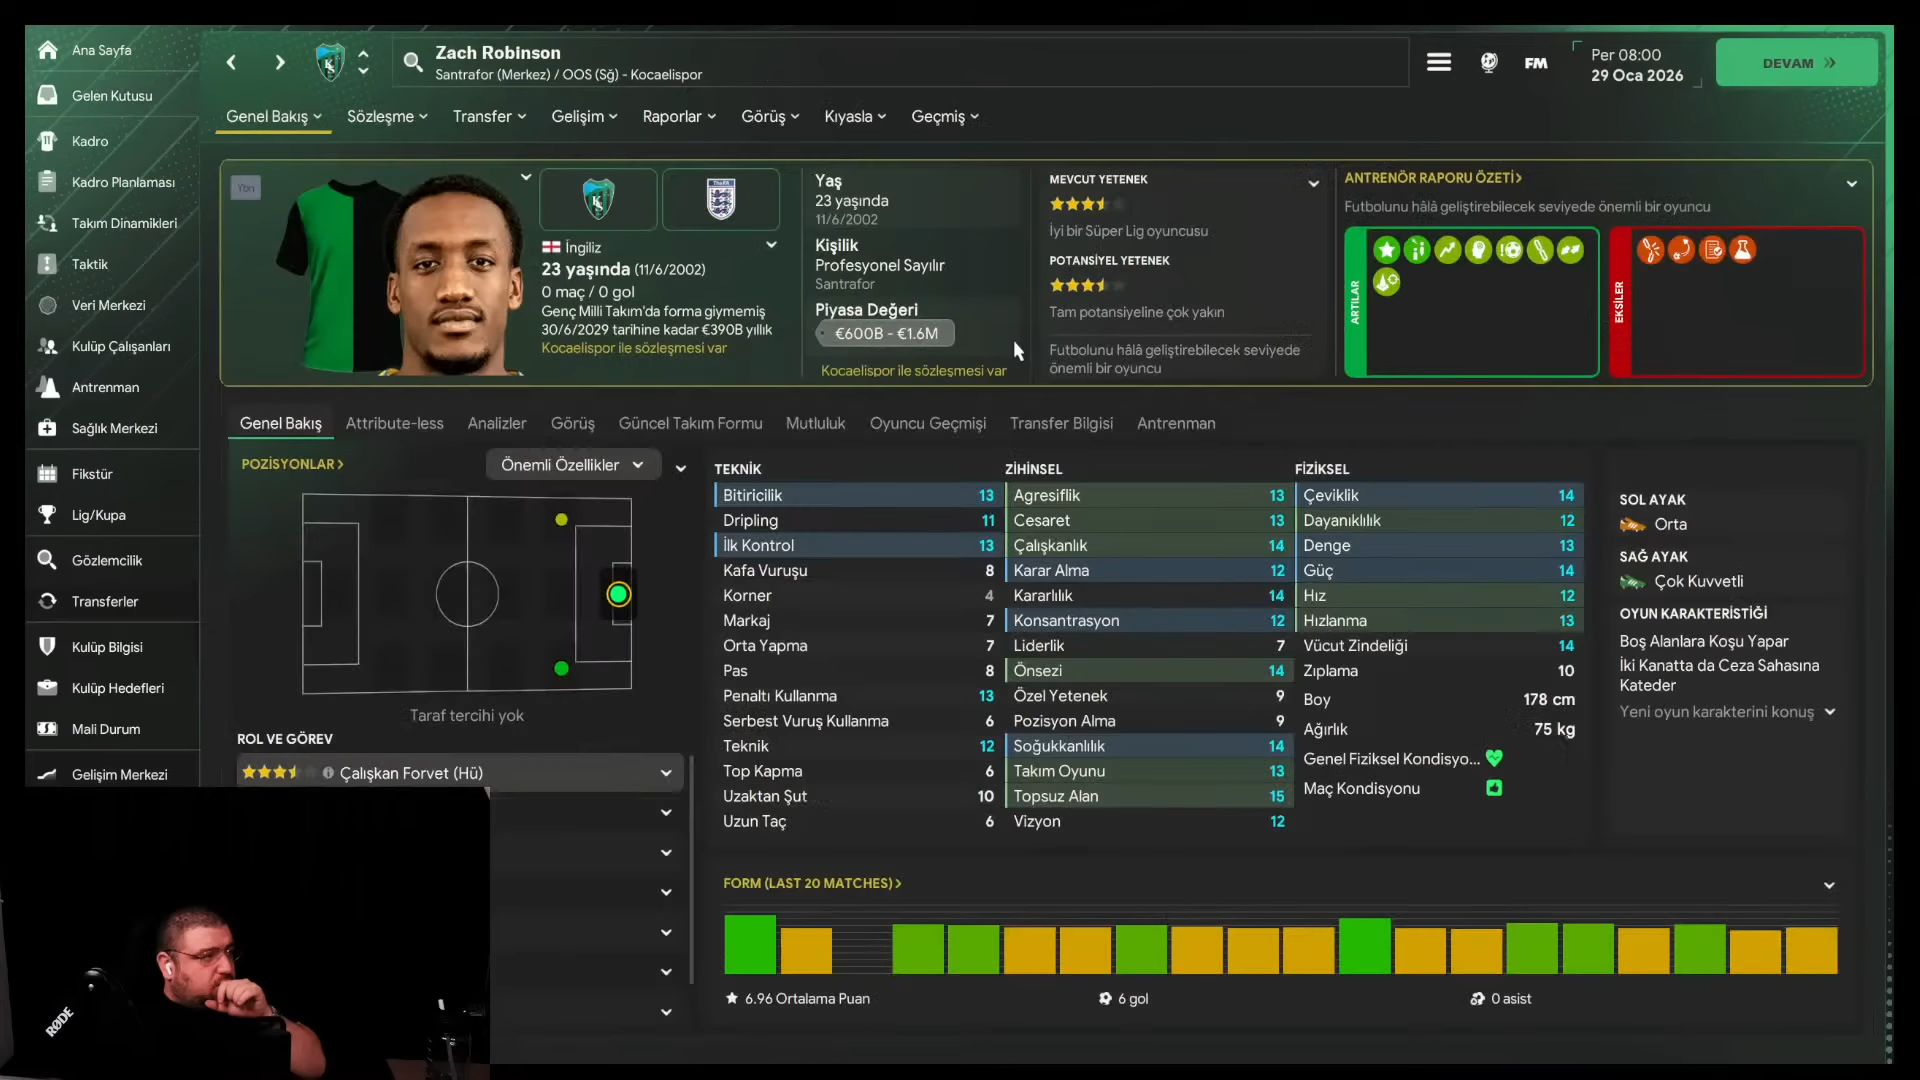 Ana Sayfa
Gelen Kutusu
Kadro
Kadro Planlaması
Takım Dinamikleri
Taktik
Veri Merkezi
Kulüp Çalışanları
Antrenman
Sağlık Merkezi
Fikstür
Lig/Kupa
Gözlemcilik
Transferler
Kulüp Bilgisi
Kulüp Hedefleri
Mali Durum
Gelişim Merkezi
Zach Robinson
Santrafor (Merkez) / OOS (Sğ) - Kocaelispor
FM
Per 08:00
29 Oca 2026
DEVAM
Genel Bakış
Sözleşme
Transfer
Gelişim
Raporlar
Görüş
Kıyasla
Geçmiş
Ybn
İngiliz
23 yaşında (11/6/2002)
0 maç / 0 gol
Genç Milli Takım'da forma giymemiş
30/6/2029 tarihine kadar €390B yıllık
Kocaelispor ile sözleşmesi var
Yaş
23 yaşında
11/6/2002
Kişilik
Profesyonel Sayılır
Santrafor
Piyasa Değeri
€600B - €1.6M
Kocaelispor ile sözleşmesi var
MEVCUT YETENEK
İyi bir Süper Lig oyuncusu
POTANSİYEL YETENEK
Tam potansiyeline çok yakın
Futbolunu hâlâ geliştirebilecek seviyede
önemli bir oyuncu
ANTRENÖR RAPORU ÖZETİ
Futbolunu hâlâ geliştirebilecek seviyede önemli bir oyuncu
ARTILAR
EKSİLER
Genel Bakış
Attribute-less
Analizler
Görüş
Güncel Takım Formu
Mutluluk
Oyuncu Geçmişi
Transfer Bilgisi
Antrenman
POZİSYONLAR
Önemli Özellikler
Taraf tercihi yok
ROL VE GÖREV
Çalışkan Forvet (Hü)
TEKNİK
Bitiricilik 13
Dripling 11
İlk Kontrol 13
Kafa Vuruşu 8
Korner 4
Markaj 7
Orta Yapma 7
Pas 8
Penaltı Kullanma 13
Serbest Vuruş Kullanma 6
Teknik 12
Top Kapma 6
Uzaktan Şut 10
Uzun Taç 6
ZİHİNSEL
Agresiflik 13
Cesaret 13
Çalışkanlık 14
Karar Alma 12
Kararlılık 14
Konsantrasyon 12
Liderlik 7
Önsezi 14
Özel Yetenek 9
Pozisyon Alma 9
Soğukkanlılık 14
Takım Oyunu 13
Topsuz Alan 15
Vizyon 12
FİZİKSEL
Çeviklik 14
Dayanıklılık 12
Denge 13
Güç 14
Hız 12
Hızlanma 13
Vücut Zindeliği 14
Zıplama 10
Boy 178 cm
Ağırlık 75 kg
Genel Fiziksel Kondisyo...
Maç Kondisyonu
SOL AYAK
Orta
SAĞ AYAK
Çok Kuvvetli
OYUN KARAKTERİSTİĞİ
Boş Alanlara Koşu Yapar
İki Kanatta da Ceza Sahasına
Kateder
Yeni oyun karakterini konuş
FORM (LAST 20 MATCHES)
6.96 Ortalama Puan
6 gol
0 asist
RØDE